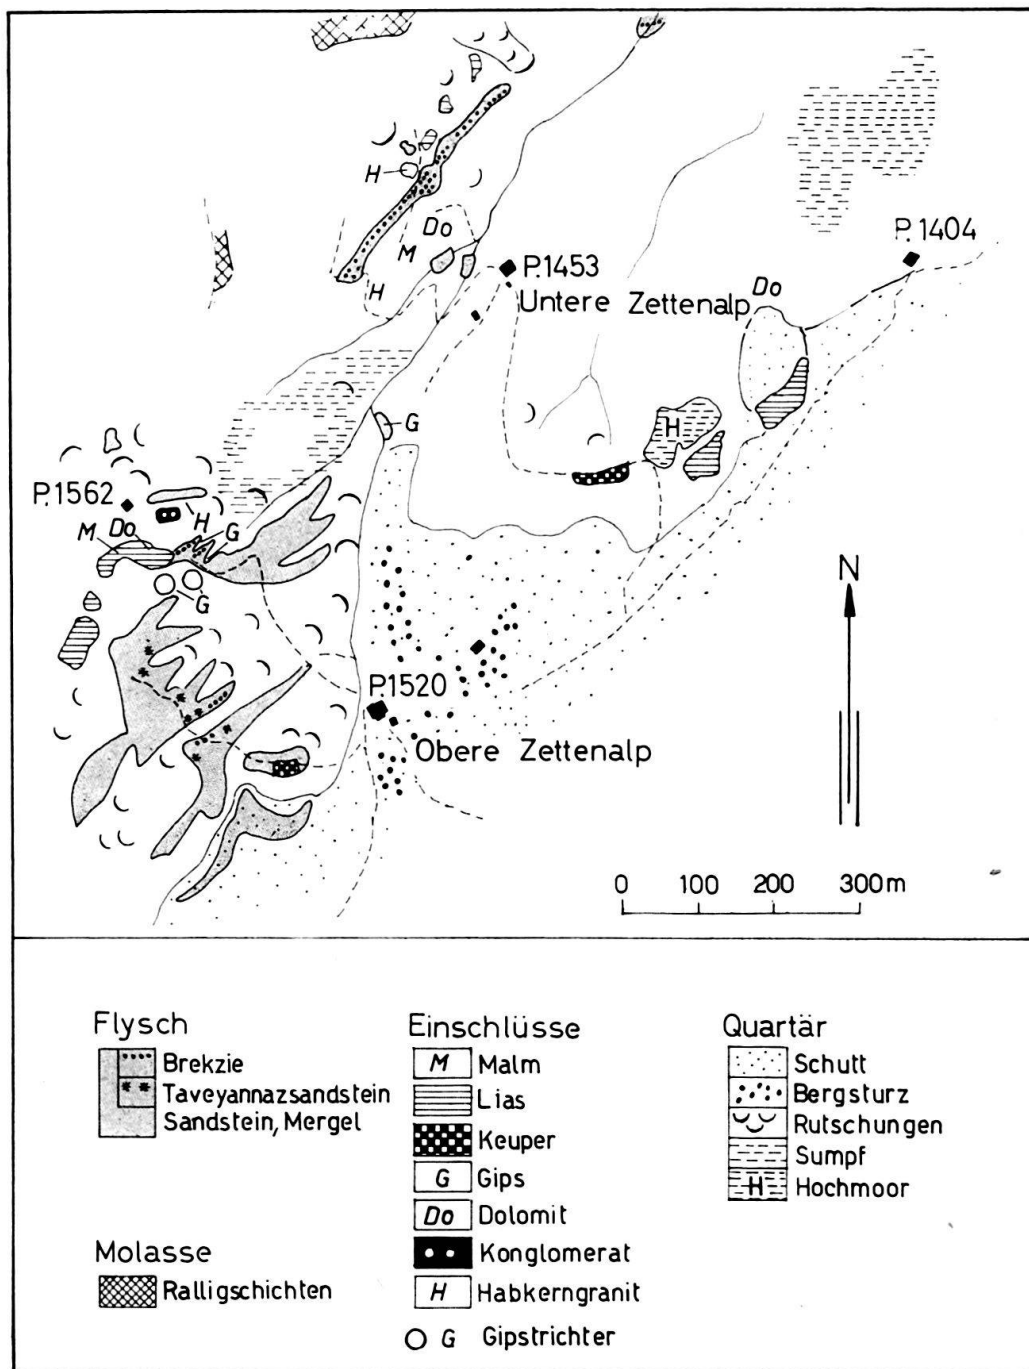 H
Do
M
H
P.1453
Untere Zettenalp
P. 1404
Do
G
H
P.1562
H
G
Do
M
G
P.1520
Obere Zettenalp
N
0 100 200 300m
Flysch
Brekzie
Taveyannazsandstein
Sandstein, Mergel
Molasse
Ralligschichten
Einschlüsse
M Malm
Lias
Keuper
G Gips
Do Dolomit
Konglomerat
H Habkerngranit
G Gipstrichter
Quartär
Schutt
Bergsturz
Rutschungen
Sumpf
H Hochmoor